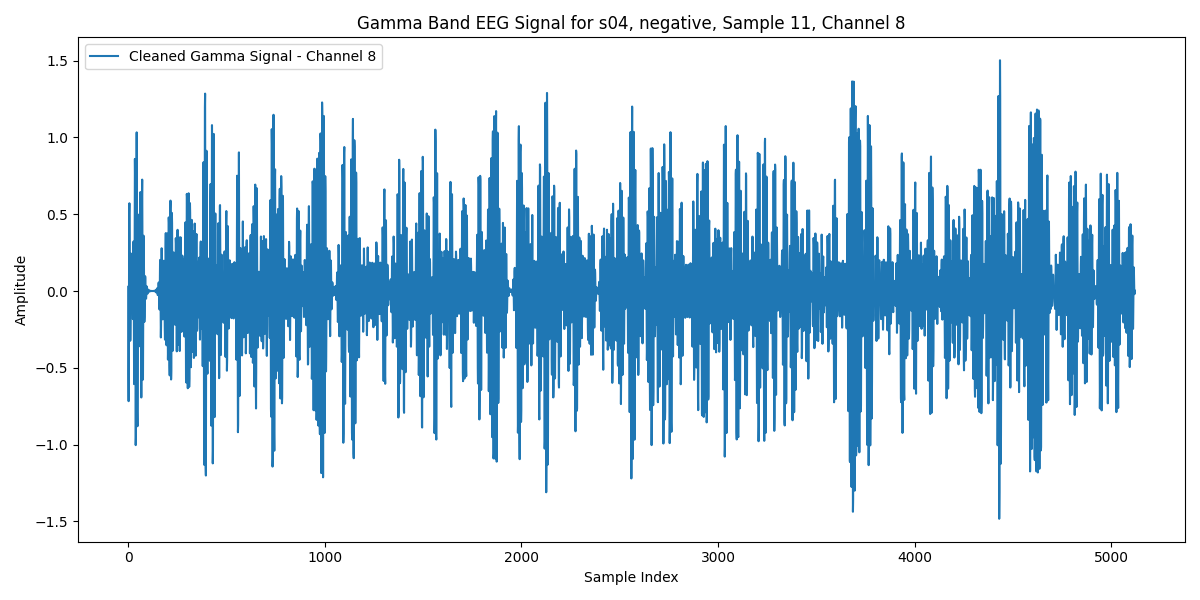 Gamma Band EEG Signal for s04, negative, Sample 11, Channel 8
Cleaned Gamma Signal - Channel 8
1.5
1.0
0.5
0.0
−0.5
−1.0
−1.5
Amplitude
0 1000 2000 3000 4000 5000
Sample Index